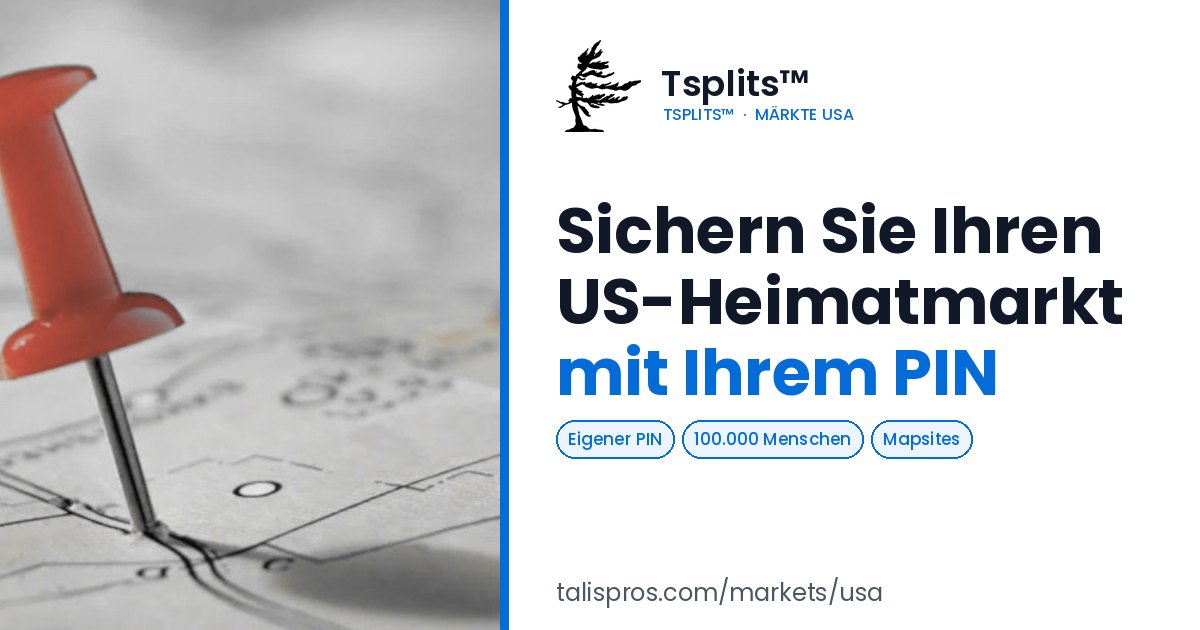 Tsplits™
TSPLITS™ · MÄRKTE USA
Sichern Sie Ihren
US-Heimatmarkt
mit Ihrem PIN
Eigener PIN
100.000 Menschen
Mapsites
talispros.com/markets/usa